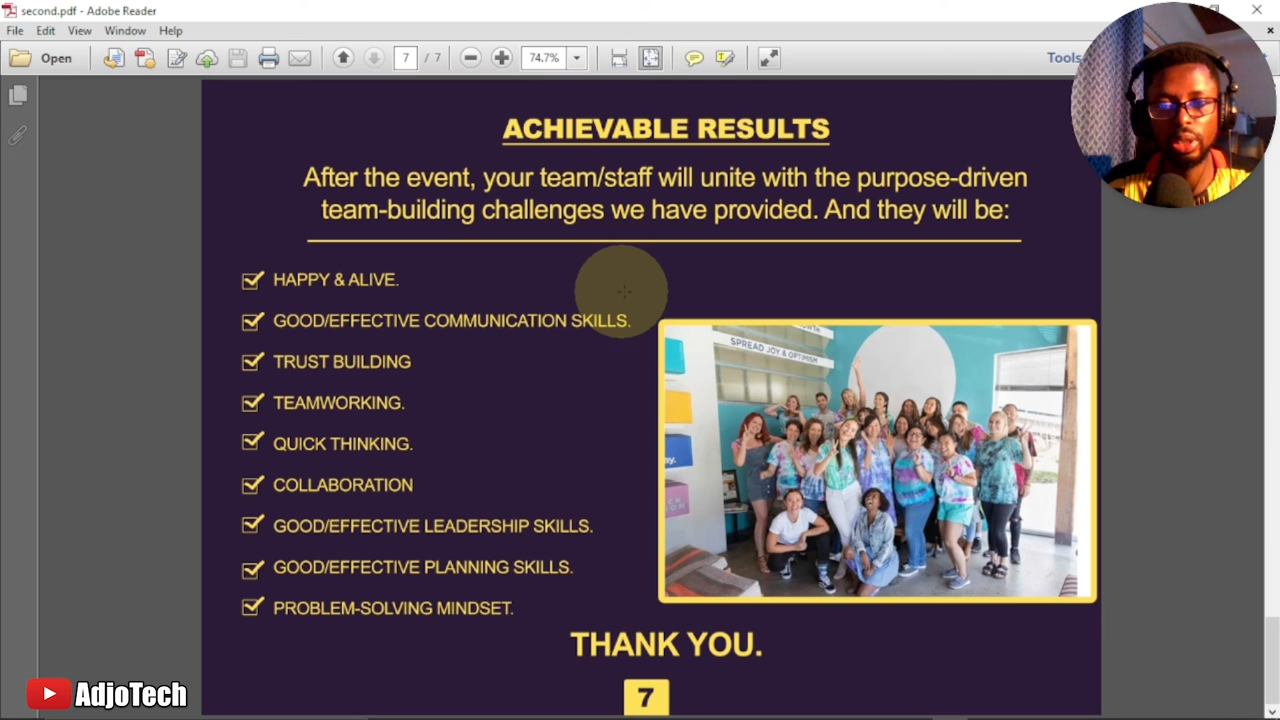 second.pdf - Adobe Reader
File Edit View Window Help
Open 7 / 7 74.7% Tools
ACHIEVABLE RESULTS
After the event, your team/staff will unite with the purpose-driven
team-building challenges we have provided. And they will be:
HAPPY & ALIVE.
GOOD/EFFECTIVE COMMUNICATION SKILLS.
TRUST BUILDING
TEAMWORKING.
QUICK THINKING.
COLLABORATION
GOOD/EFFECTIVE LEADERSHIP SKILLS.
GOOD/EFFECTIVE PLANNING SKILLS.
PROBLEM-SOLVING MINDSET.
SPREAD JOY & OPTIMISM
THANK YOU.
7
AdjoTech